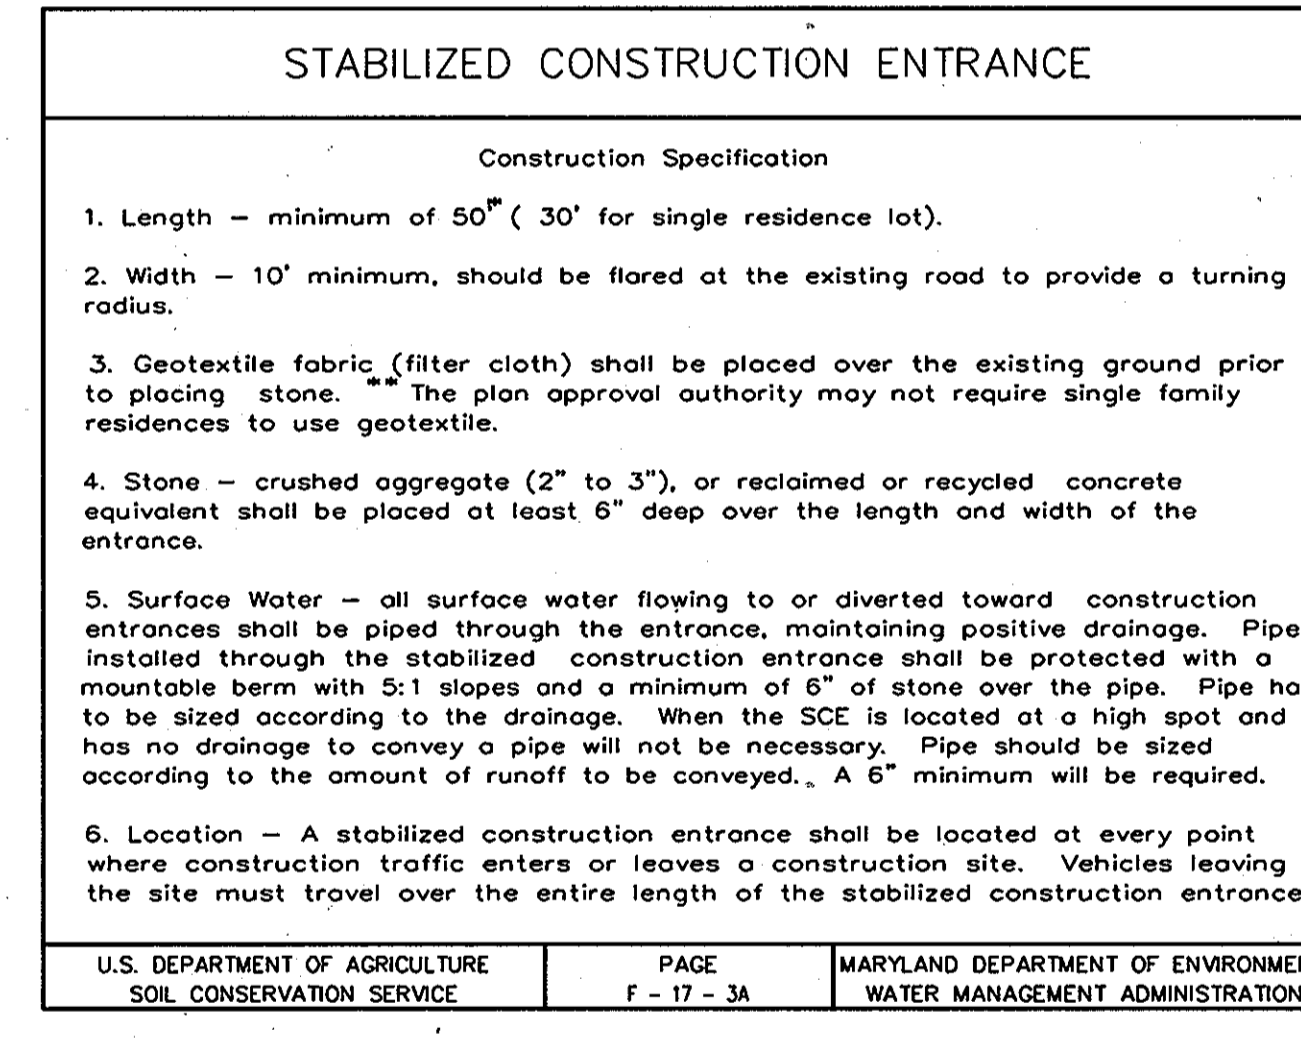 STABILIZED CONSTRUCTION ENTRANCE
Construction Specification
1. Length – minimum of 50'* ( 30' for single residence lot).
2. Width – 10' minimum, should be flared at the existing road to provide a turning
radius.
3. Geotextile fabric (filter cloth) shall be placed over the existing ground prior
to placing stone. ** The plan approval authority may not require single family
residences to use geotextile.
4. Stone – crushed aggregate (2" to 3"), or reclaimed or recycled concrete
equivalent shall be placed at least 6" deep over the length and width of the
entrance.
5. Surface Water – all surface water flowing to or diverted toward construction
entrances shall be piped through the entrance, maintaining positive drainage. Pipe
installed through the stabilized construction entrance shall be protected with a
mountable berm with 5:1 slopes and a minimum of 6" of stone over the pipe. Pipe ha
to be sized according to the drainage. When the SCE is located at a high spot and
has no drainage to convey a pipe will not be necessary. Pipe should be sized
according to the amount of runoff to be conveyed. A 6" minimum will be required.
6. Location – A stabilized construction entrance shall be located at every point
where construction traffic enters or leaves a construction site. Vehicles leaving
the site must travel over the entire length of the stabilized construction entrance
U.S. DEPARTMENT OF AGRICULTURE
SOIL CONSERVATION SERVICE
PAGE
F – 17 – 3A
MARYLAND DEPARTMENT OF ENVIRONME
WATER MANAGEMENT ADMINISTRATION